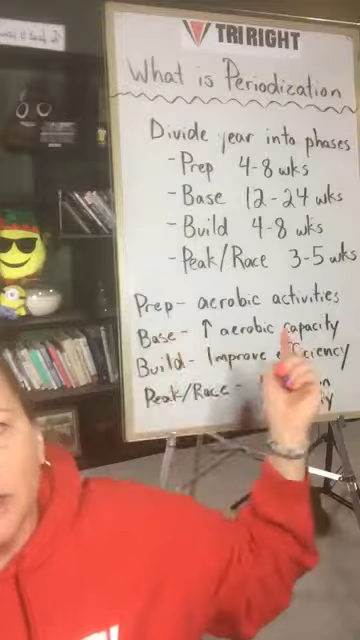 TRI RIGHT
What is Periodization
Divide year into phases
- Prep 4-8 wks
- Base 12-24 wks
- Build 4-8 wks
- Peak/Race 3-5 wks
Prep - aerobic activities
Base - ↑ aerobic capacity
Build - Improve efficiency
Peak/Race -